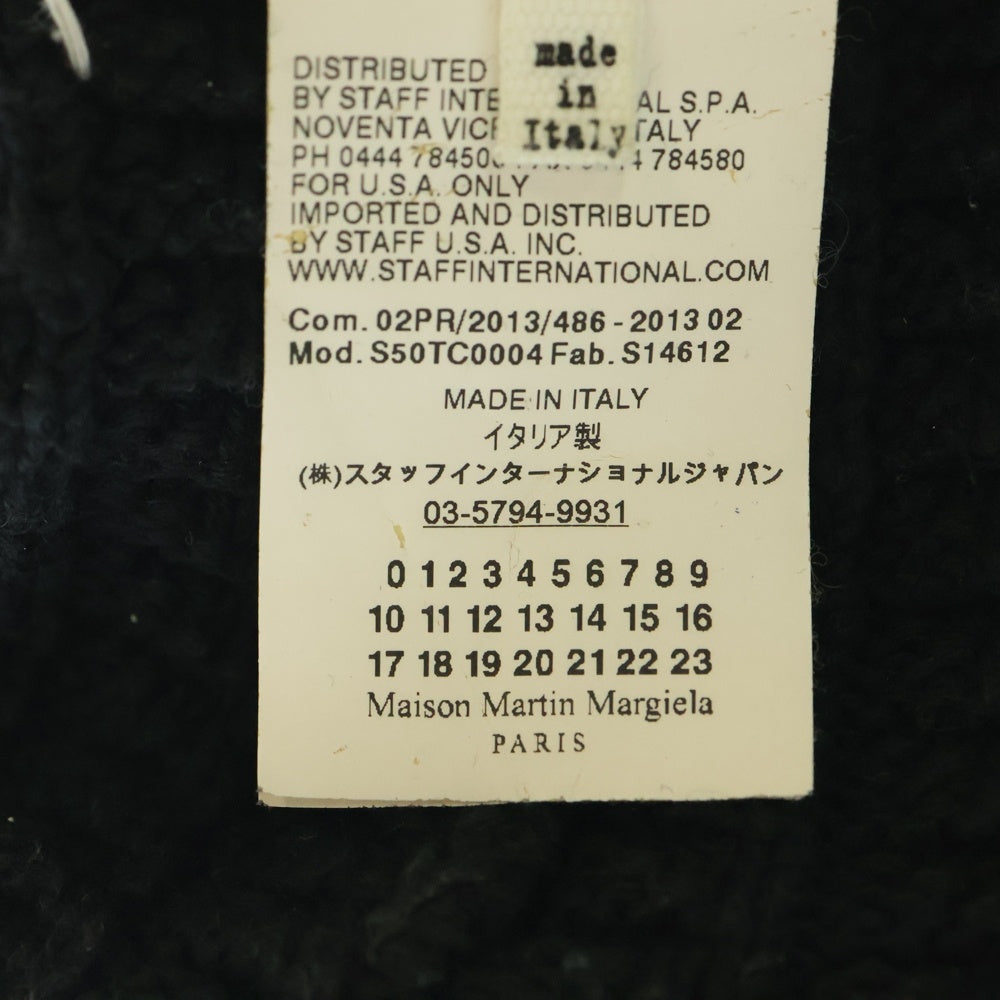 made
in
Italy
DISTRIBUTED
BY STAFF S.P.A.
NOVENTA
PH 0444 784580
FOR U.S.A. ONLY
IMPORTED AND DISTRIBUTED
BY STAFF U.S.A. INC.
WWW.STAFFINTERNATIONAL.COM
Com. 02PR/2013/486 - 2013 02
Mod. S50TC0004 Fab. S14612
MADE IN ITALY
イタリア製
(株)スタッフインターナショナルジャパン
03-5794-9931
0 1 2 3 4 5 6 7 8 9
10 11 12 13 14 15 16
17 18 19 20 21 22 23
Maison Martin Margiela
PARIS